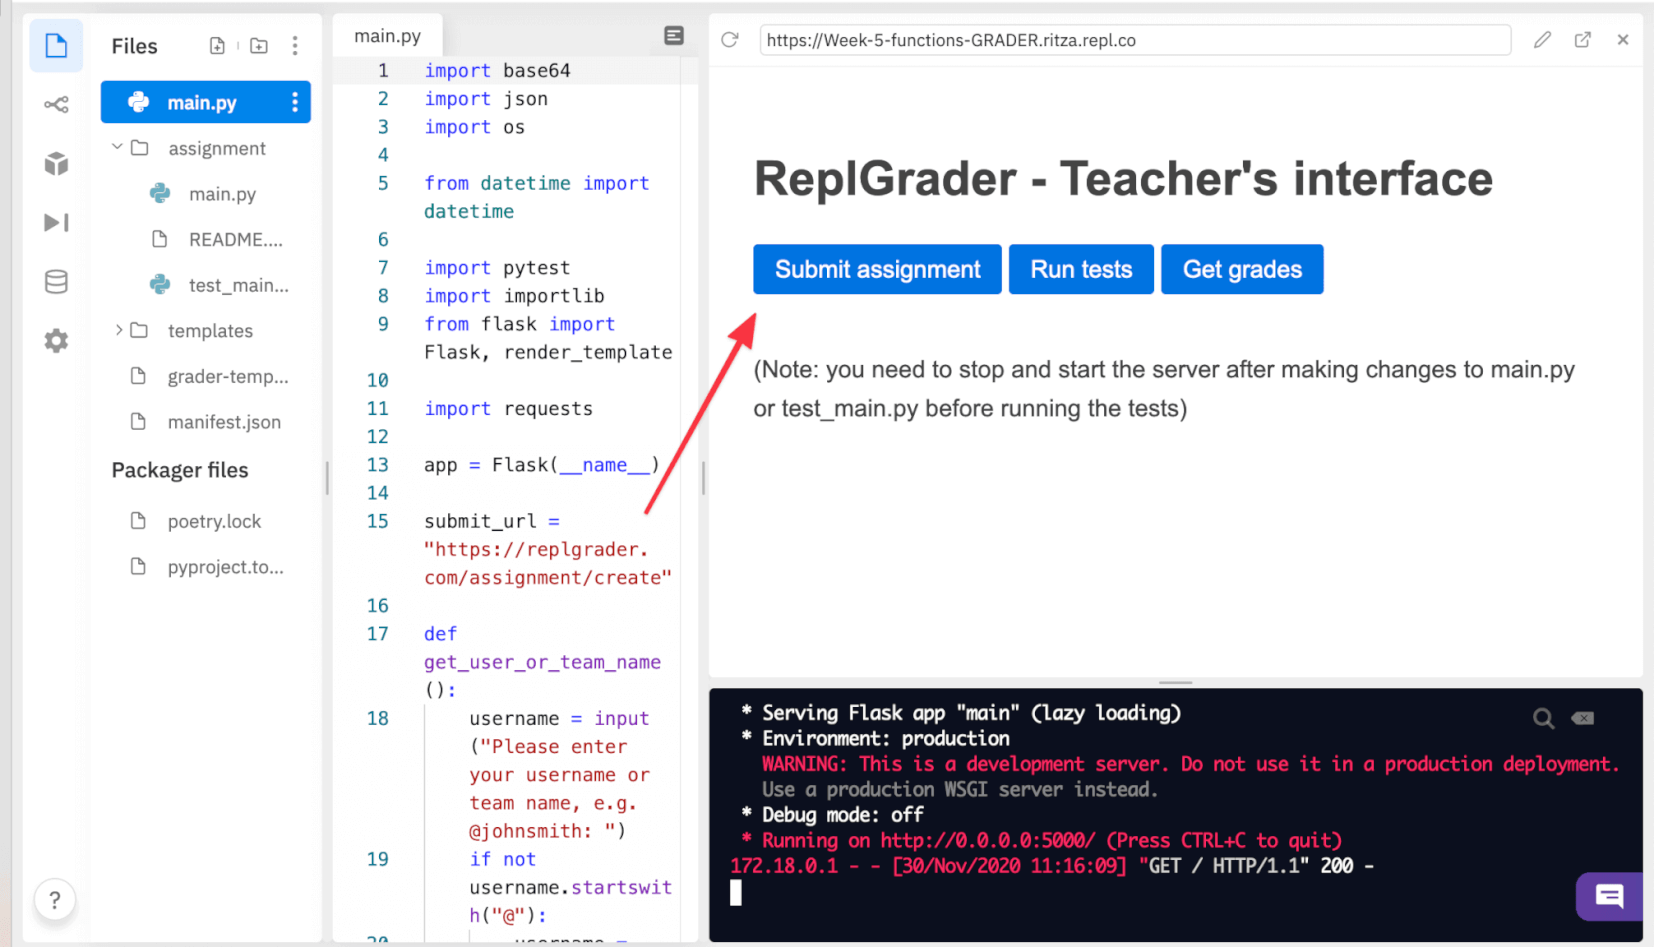 Files
main.py
assignment
main.py
README....
test_main...
templates
grader-temp...
manifest.json
Packager files
poetry.lock
pyproject.to...
?
main.py
1 import base64
2 import json
3 import os
4
5 from datetime import
datetime
6
7 import pytest
8 import importlib
9 from flask import
Flask, render_template
10
11 import requests
12
13 app = Flask(__name__)
14
15 submit_url =
"https://replgrader.
com/assignment/create"
16
17 def
get_user_or_team_name
():
18 username = input
("Please enter
your username or
team name, e.g.
@johnsmith: ")
19 if not
username.startswit
h("@"):
20 username =
https://Week-5-functions-GRADER.ritza.repl.co
ReplGrader - Teacher's interface
Submit assignment Run tests Get grades
(Note: you need to stop and start the server after making changes to main.py
or test_main.py before running the tests)
* Serving Flask app "main" (lazy loading)
* Environment: production
WARNING: This is a development server. Do not use it in a production deployment.
Use a production WSGI server instead.
* Debug mode: off
* Running on http://0.0.0.0:5000/ (Press CTRL+C to quit)
172.18.0.1 - - [30/Nov/2020 11:16:09] "GET / HTTP/1.1" 200 -